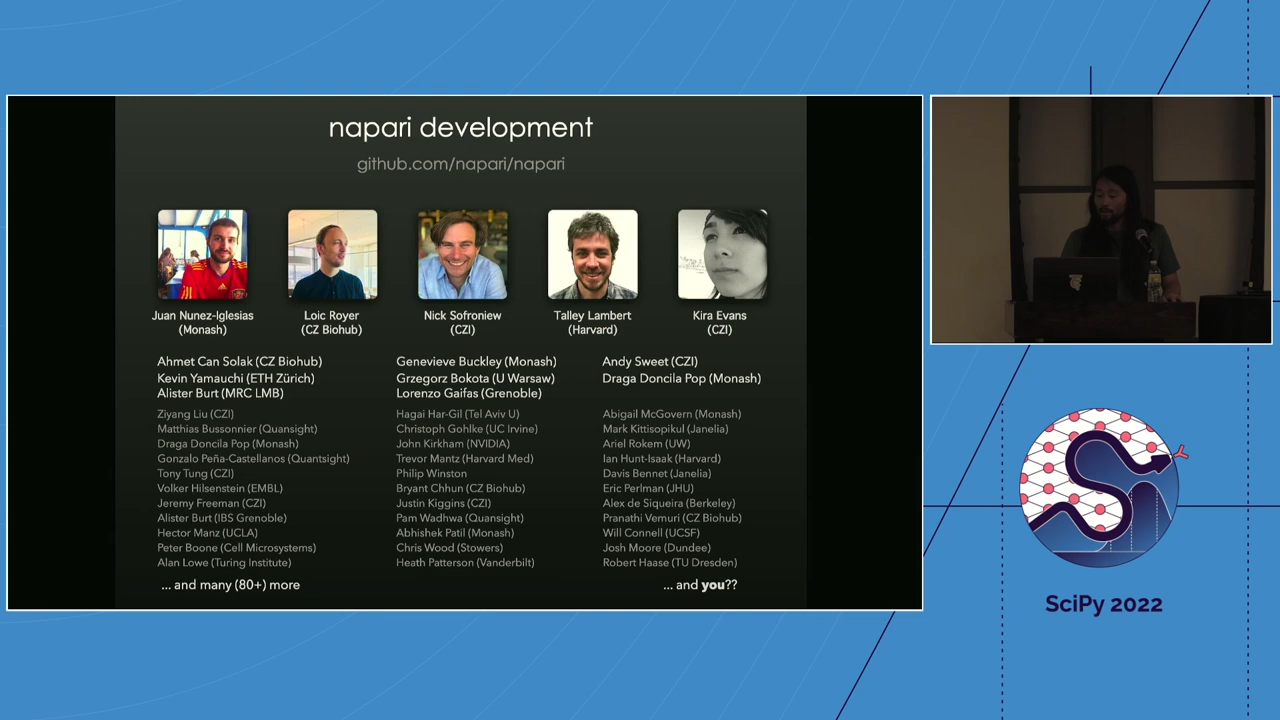 napari development
github.com/napari/napari
Juan Nunez-Iglesias
(Monash)
Loic Royer
(CZ Biohub)
Nick Sofroniew
(CZI)
Talley Lambert
(Harvard)
Kira Evans
(CZI)
Ahmet Can Solak (CZ Biohub)
Kevin Yamauchi (ETH Zürich)
Alister Burt (MRC LMB)
Genevieve Buckley (Monash)
Grzegorz Bokota (U Warsaw)
Lorenzo Gaifas (Grenoble)
Andy Sweet (CZI)
Draga Doncila Pop (Monash)
Ziyang Liu (CZI)
Matthias Bussonnier (Quansight)
Draga Doncila Pop (Monash)
Gonzalo Peña-Castellanos (Quantsight)
Tony Tung (CZI)
Volker Hilsenstein (EMBL)
Jeremy Freeman (CZI)
Alister Burt (IBS Grenoble)
Hector Manz (UCLA)
Peter Boone (Cell Microsystems)
Alan Lowe (Turing Institute)
Hagai Har-Gil (Tel Aviv U)
Christoph Gohlke (UC Irvine)
John Kirkham (NVIDIA)
Trevor Mantz (Harvard Med)
Philip Winston
Bryant Chhun (CZ Biohub)
Justin Kiggins (CZI)
Pam Wadhwa (Quansight)
Abhishek Patil (Monash)
Chris Wood (Stowers)
Heath Patterson (Vanderbilt)
Abigail McGovern (Monash)
Mark Kittisopikul (Janelia)
Ariel Rokem (UW)
Ian Hunt-Isaak (Harvard)
Davis Bennet (Janelia)
Eric Perlman (JHU)
Alex de Siqueira (Berkeley)
Pranathi Vemuri (CZ Biohub)
Will Connell (UCSF)
Josh Moore (Dundee)
Robert Haase (TU Dresden)
... and many (80+) more
... and you??
SciPy 2022